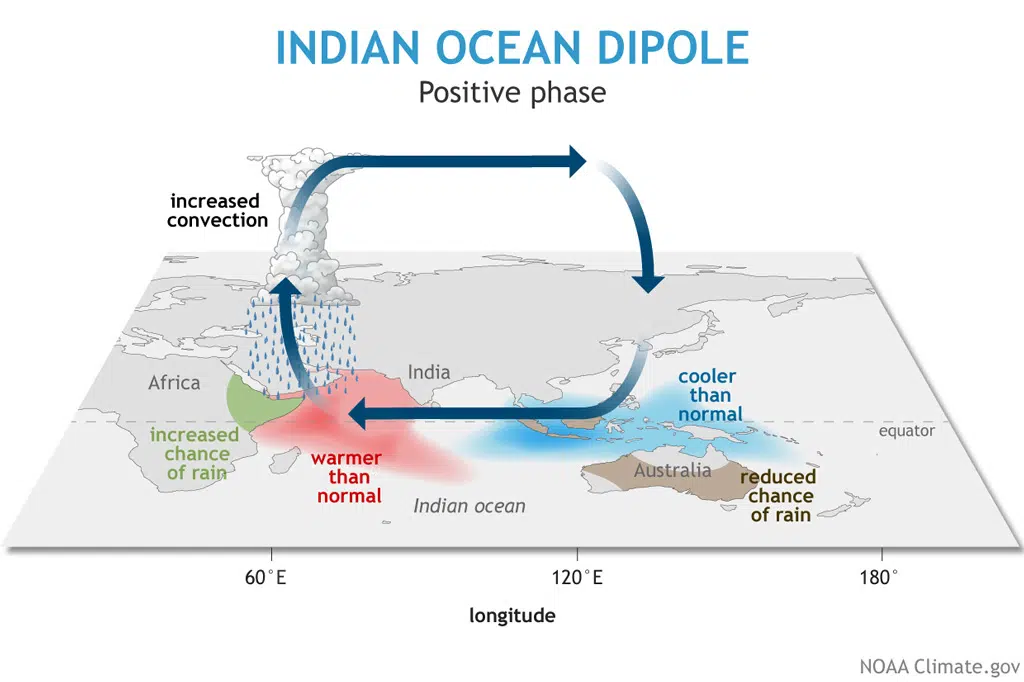 INDIAN OCEAN DIPOLE
Positive phase
increased
convection
Africa
India
cooler
than
normal
increased
chance
of rain
equator
warmer
than
normal
Australia
reduced
chance
of rain
Indian ocean
60°E
120°E
180°
longitude
NOAA Climate.gov